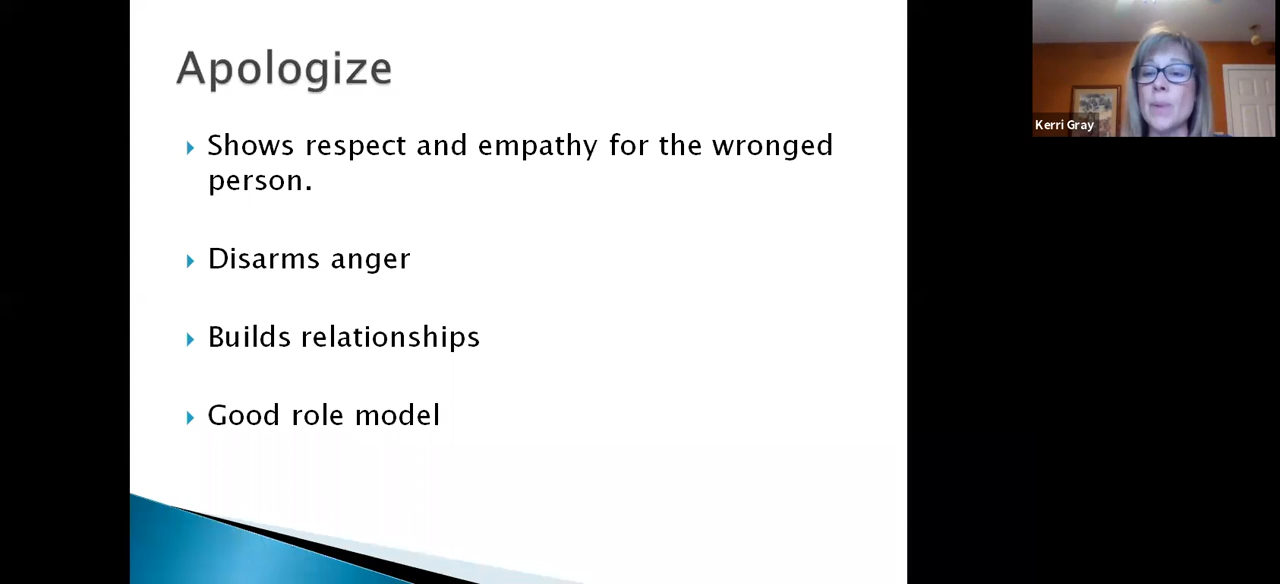 Apologize
Shows respect and empathy for the wronged
person.
Disarms anger
Builds relationships
Good role model
Kerri Gray